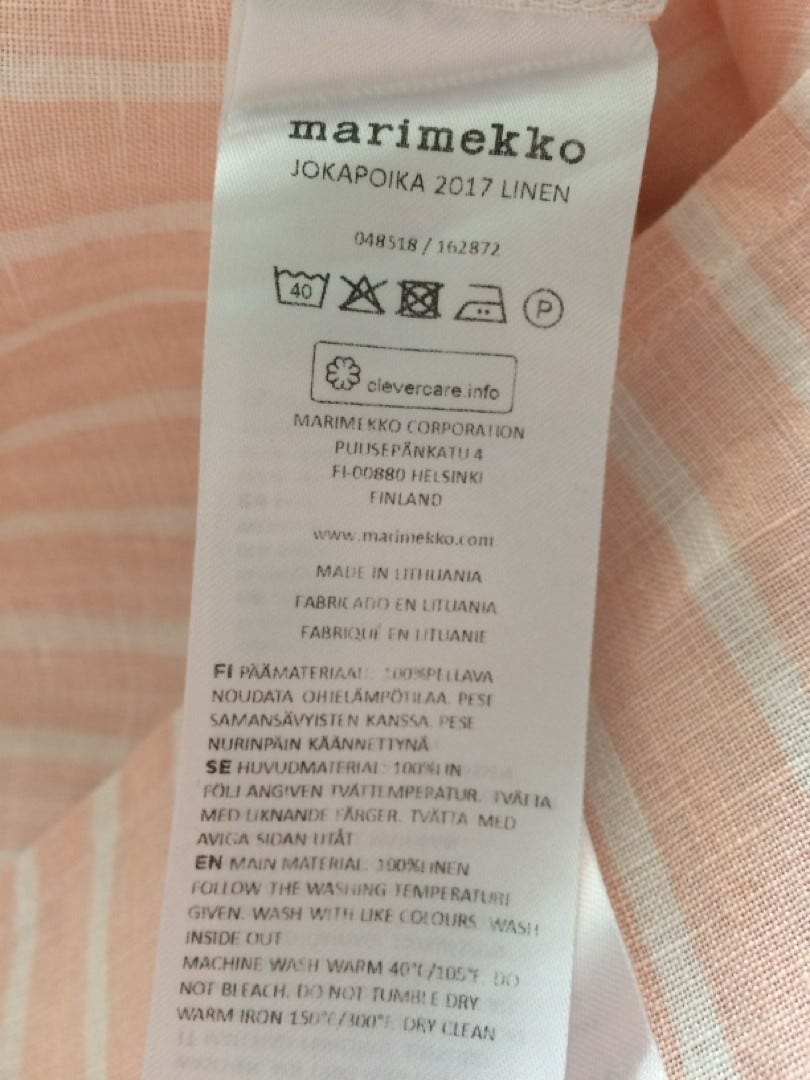 marimekko
JOKAPOIKA 2017 LINEN
048518 / 162872
40 P
clevercare.info
MARIMEKKO CORPORATION
PUUSEPÄNKATU 4
FI-00880 HELSINKI
FINLAND
www.marimekko.com
MADE IN LITHUANIA
FABRICADO EN LITUANIA
FABRIQUÉ EN LITUANIE
FI PÄÄMATERIAALI: 100%PELLAVA
NOUDATA OHJELÄMPÖTILAA. PESE
SAMANSÄVYISTEN KANSSA. PESE
NURINPÄIN KÄÄNNETTYNÄ
SE HUVUDMATERIAL: 100%LIN
FÖLJ ANGIVEN TVÄTTEMPERATUR. TVÄTTA
MED LIKNANDE FÄRGER. TVÄTTA MED
AVIGA SIDAN UTÅT
EN MAIN MATERIAL: 100%LINEN
FOLLOW THE WASHING TEMPERATURE
GIVEN. WASH WITH LIKE COLOURS. WASH
INSIDE OUT
MACHINE WASH WARM 40°C/105°F. DO
NOT BLEACH. DO NOT TUMBLE DRY
WARM IRON 150°C/300°F. DRY CLEAN